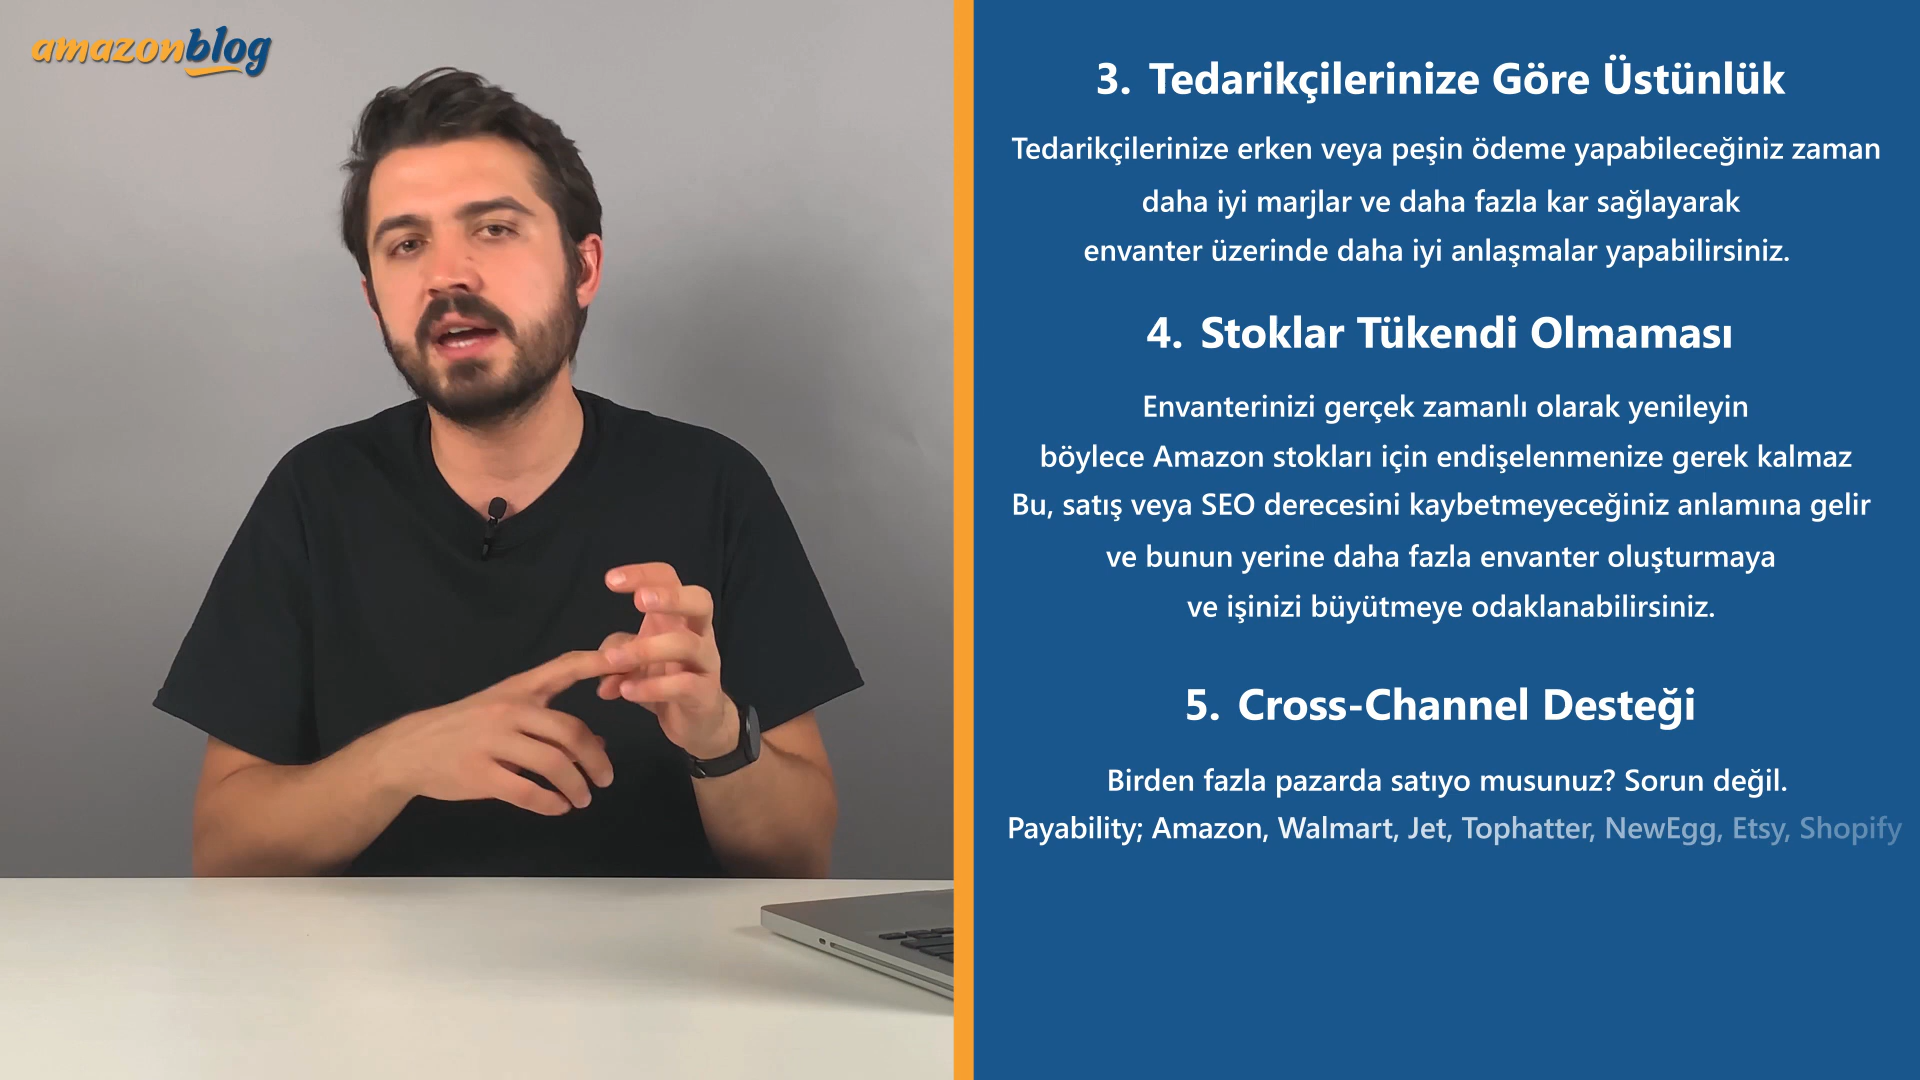 amazonblog
3. Tedarikçilerinize Göre Üstünlük
Tedarikçilerinize erken veya peşin ödeme yapabileceğiniz zaman
daha iyi marjlar ve daha fazla kar sağlayarak
envanter üzerinde daha iyi anlaşmalar yapabilirsiniz.
4. Stoklar Tükendi Olmaması
Envanterinizi gerçek zamanlı olarak yenileyin
böylece Amazon stokları için endişelenmenize gerek kalmaz
Bu, satış veya SEO derecesini kaybetmeyeceğiniz anlamına gelir
ve bunun yerine daha fazla envanter oluşturmaya
ve işinizi büyütmeye odaklanabilirsiniz.
5. Cross-Channel Desteği
Birden fazla pazarda satıyo musunuz? Sorun değil.
Payability; Amazon, Walmart, Jet, Tophatter, NewEgg, Etsy, Shopify